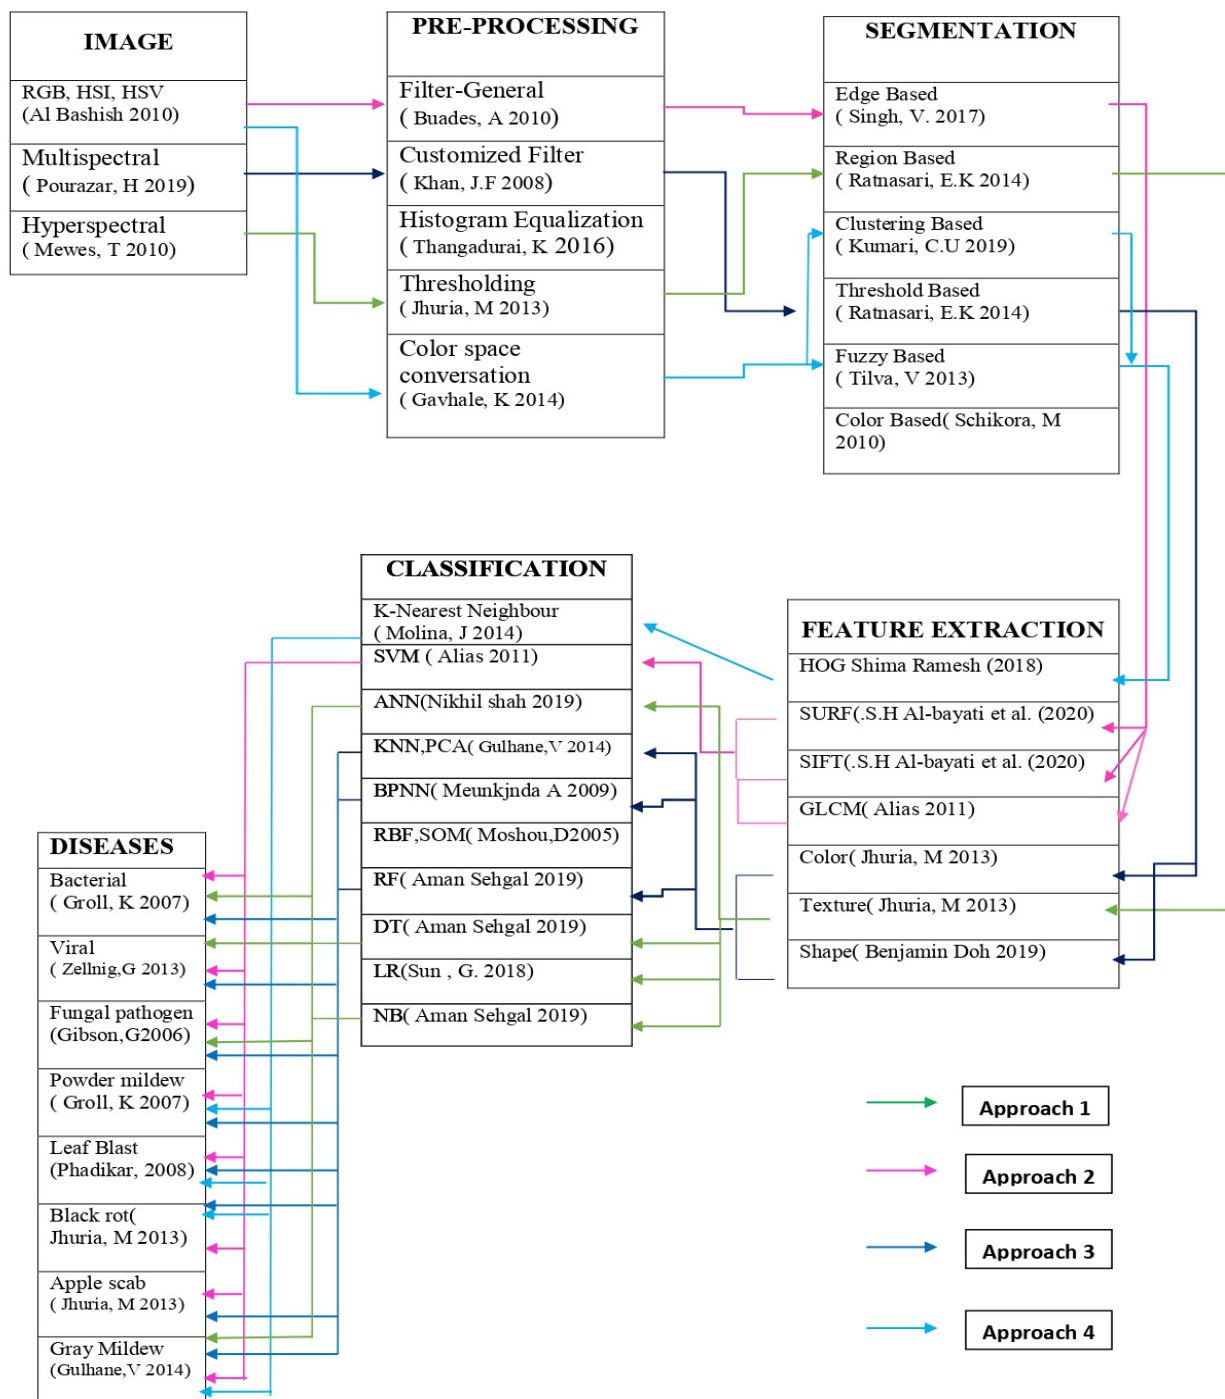 IMAGE
RGB, HSI, HSV
(Al Bashish 2010)
Multispectral
( Pourazar, H 2019)
Hyperspectral
( Mewes, T 2010)
PRE-PROCESSING
Filter-General
( Buades, A 2010)
Customized Filter
( Khan, J.F 2008)
Histogram Equalization
( Thangadurai, K 2016)
Thresholding
( Jhuria, M 2013)
Color space
conversation
( Gavhale, K 2014)
SEGMENTATION
Edge Based
( Singh, V. 2017)
Region Based
( Ratnasari, E.K 2014)
Clustering Based
( Kumari, C.U 2019)
Threshold Based
( Ratnasari, E.K 2014)
Fuzzy Based
( Tilva, V 2013)
Color Based( Schikora, M
2010)
CLASSIFICATION
K-Nearest Neighbour
( Molina, J 2014)
SVM ( Alias 2011)
ANN(Nikhil shah 2019)
KNN,PCA( Gulhane,V 2014)
BPNN( Meunkjnda A 2009)
RBF,SOM( Moshou,D2005)
RF( Aman Sehgal 2019)
DT( Aman Sehgal 2019)
LR(Sun , G. 2018)
NB( Aman Sehgal 2019)
FEATURE EXTRACTION
HOG Shima Ramesh (2018)
SURF(.S.H Al-bayati et al. (2020)
SIFT(.S.H Al-bayati et al. (2020)
GLCM( Alias 2011)
Color( Jhuria, M 2013)
Texture( Jhuria, M 2013)
Shape( Benjamin Doh 2019)
DISEASES
Bacterial
( Groll, K 2007)
Viral
( Zellnig,G 2013)
Fungal pathogen
(Gibson,G2006)
Powder mildew
( Groll, K 2007)
Leaf Blast
(Phadikar, 2008)
Black rot(
Jhuria, M 2013)
Apple scab
( Jhuria, M 2013)
Gray Mildew
(Gulhane,V 2014)
Approach 1
Approach 2
Approach 3
Approach 4